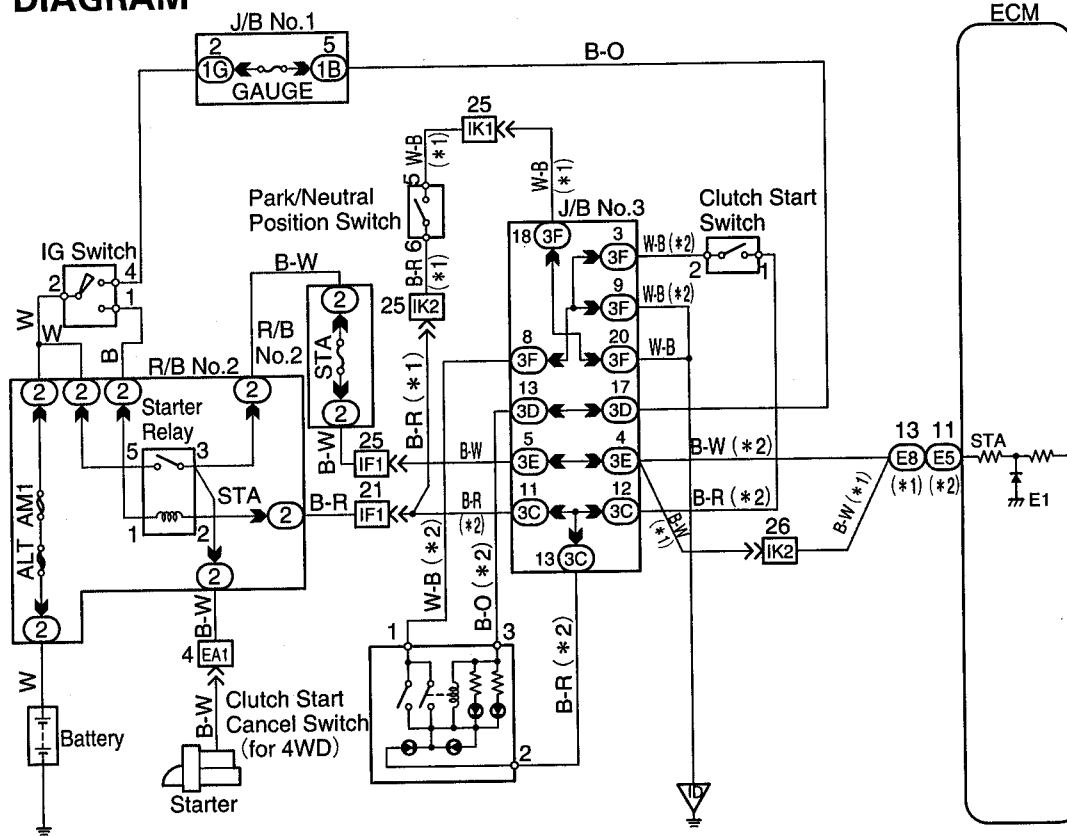 DIAGRAM
ECM
J/B No.1
2 5
1G 1B
GAUGE
B-O
25
IK1
W-B
(*1)
W-B
(*1)
5
Park/Neutral
Position Switch
6
B-R
(*1)
25
IK2
J/B No.3
18 3F
Clutch Start
Switch
3
3F
W-B (*2)
2 1
9
3F
W-B (*2)
IG Switch
2 4
1
W
W
B
B-W
R/B
No.2
2
STA
2
B-W
R/B No.2
2 2 2 2
Starter
Relay
5 3
1 2
STA
2
ALT AM1
2
2
B-R
25
IF1
B-W
21
IF1
B-R
(*2)
B-R (*1)
8
3F
20
3F
W-B
13
3D
17
3D
5
3E
4
3E
B-W (*2)
11
3C
12
3C
B-R (*2)
13 3C
B-W
(*1)
26
IK2
B-W(*1)
13 11
E8 E5
(*1) (*2)
STA
E1
W-B (*2)
B-O (*2)
B-R (*2)
1 3
2
W
Battery
B-W
4 EA1
B-W
Starter
Clutch Start
Cancel Switch
(for 4WD)
ID